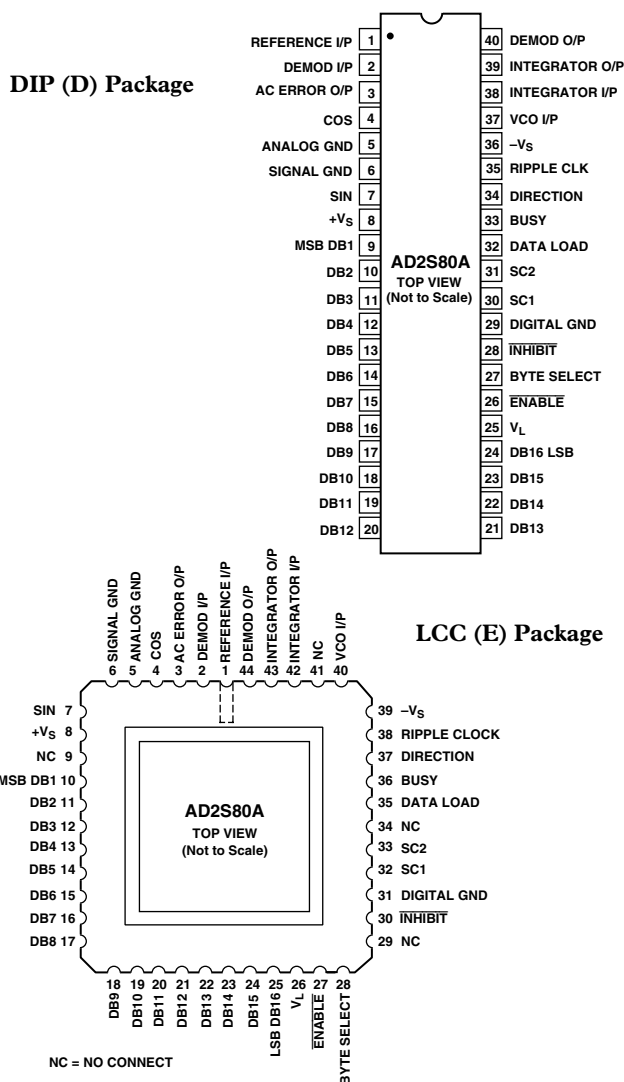 DIP (D) Package
REFERENCE I/P 1
DEMOD I/P 2
AC ERROR O/P 3
COS 4
ANALOG GND 5
SIGNAL GND 6
SIN 7
+VS 8
MSB DB1 9
DB2 10
DB3 11
DB4 12
DB5 13
DB6 14
DB7 15
DB8 16
DB9 17
DB10 18
DB11 19
DB12 20
AD2S80A
TOP VIEW
(Not to Scale)
40 DEMOD O/P
39 INTEGRATOR O/P
38 INTEGRATOR I/P
37 VCO I/P
36 –VS
35 RIPPLE CLK
34 DIRECTION
33 BUSY
32 DATA LOAD
31 SC2
30 SC1
29 DIGITAL GND
28 INHIBIT
27 BYTE SELECT
26 ENABLE
25 VL
24 DB16 LSB
23 DB15
22 DB14
21 DB13
LCC (E) Package
6 SIGNAL GND
5 ANALOG GND
4 COS
3 AC ERROR O/P
2 DEMOD I/P
1 REFERENCE I/P
44 DEMOD O/P
43 INTEGRATOR O/P
42 INTEGRATOR I/P
41 NC
40 VCO I/P
SIN 7
+VS 8
NC 9
MSB DB1 10
DB2 11
DB3 12
DB4 13
DB5 14
DB6 15
DB7 16
DB8 17
AD2S80A
TOP VIEW
(Not to Scale)
39 –VS
38 RIPPLE CLOCK
37 DIRECTION
36 BUSY
35 DATA LOAD
34 NC
33 SC2
32 SC1
31 DIGITAL GND
30 INHIBIT
29 NC
18 DB9
19 DB10
20 DB11
21 DB12
22 DB13
23 DB14
24 DB15
25 LSB DB16
26 VL
27 ENABLE
28 BYTE SELECT
NC = NO CONNECT